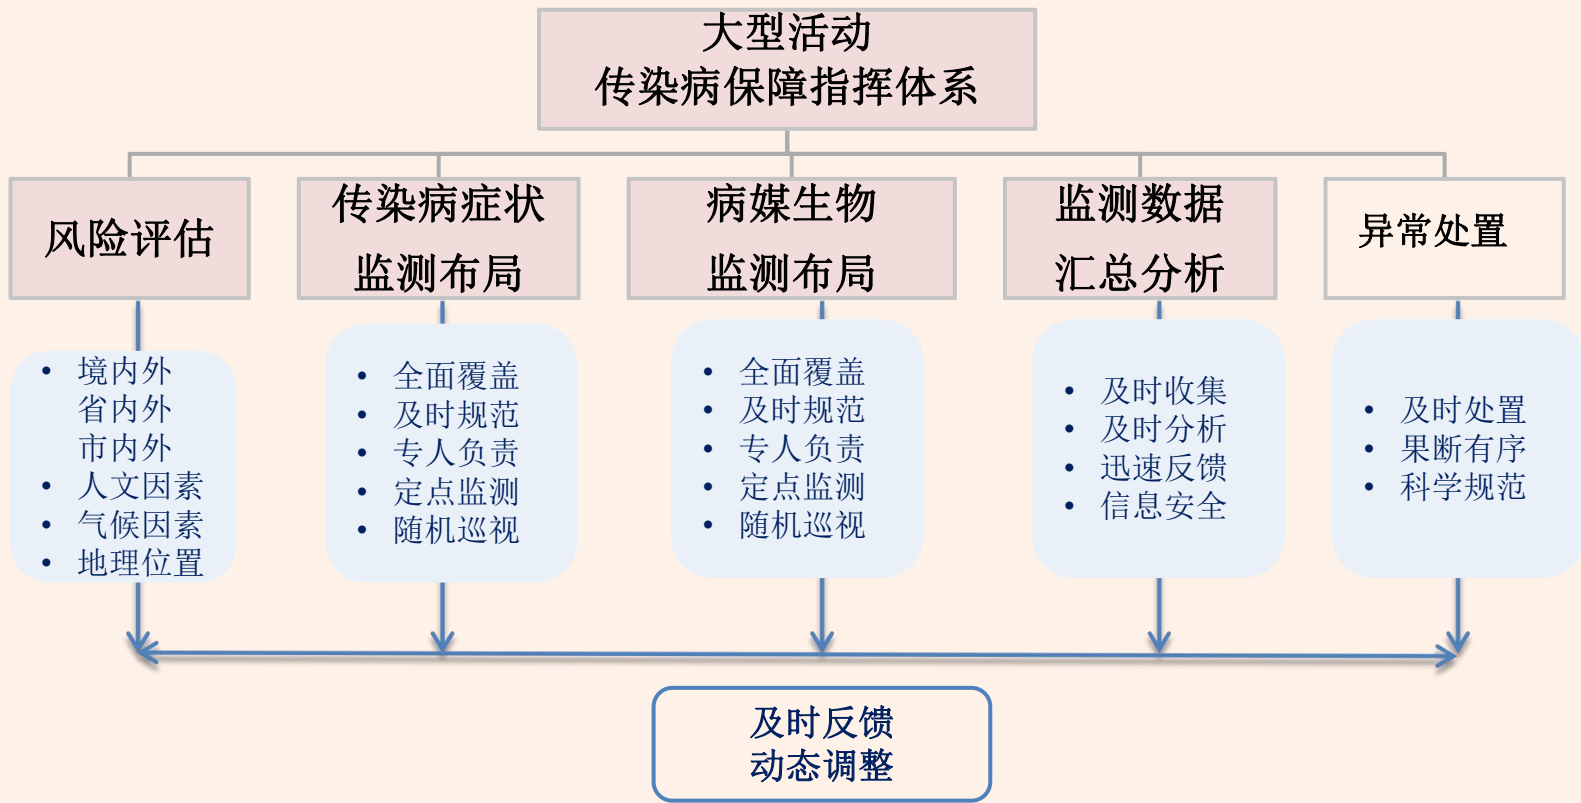 大型活动
传染病保障指挥体系
风险评估
传染病症状
监测布局
病媒生物
监测布局
监测数据
汇总分析
异常处置
• 境内外
省内外
市内外
• 人文因素
• 气候因素
• 地理位置
• 全面覆盖
• 及时规范
• 专人负责
• 定点监测
• 随机巡视
• 全面覆盖
• 及时规范
• 专人负责
• 定点监测
• 随机巡视
• 及时收集
• 及时分析
• 迅速反馈
• 信息安全
• 及时处置
• 果断有序
• 科学规范
及时反馈
动态调整